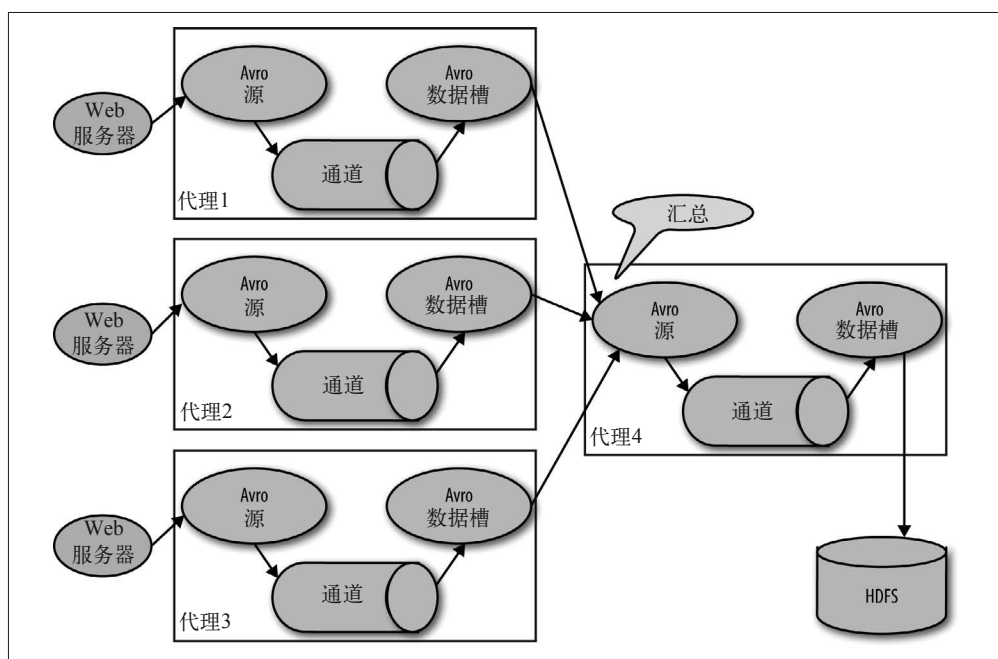 Web
服务器
Avro
源
Avro
数据槽
通道
代理1
Web
服务器
Avro
源
Avro
数据槽
通道
代理2
Web
服务器
Avro
源
Avro
数据槽
通道
代理3
汇总
Avro
源
Avro
数据槽
通道
代理4
HDFS